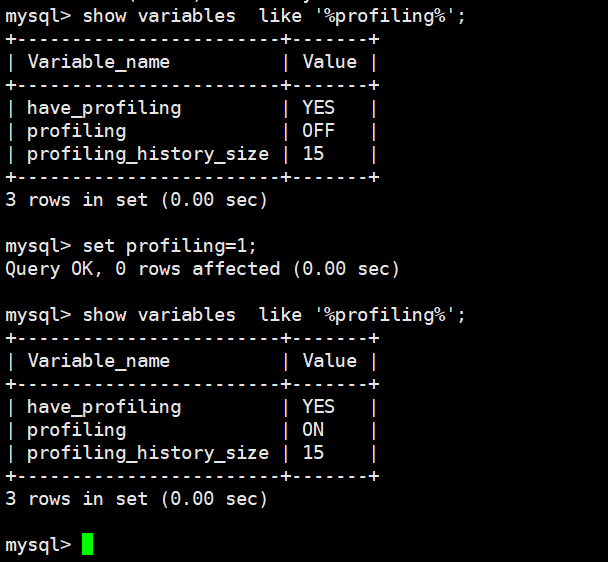 mysql> show variables  like '%profiling%';
+------------------------+-------+
| Variable_name          | Value |
+------------------------+-------+
| have_profiling         | YES   |
| profiling              | OFF   |
| profiling_history_size | 15    |
+------------------------+-------+
3 rows in set (0.00 sec)

mysql> set profiling=1;
Query OK, 0 rows affected (0.00 sec)

mysql> show variables  like '%profiling%';
+------------------------+-------+
| Variable_name          | Value |
+------------------------+-------+
| have_profiling         | YES   |
| profiling              | ON    |
| profiling_history_size | 15    |
+------------------------+-------+
3 rows in set (0.00 sec)

mysql>